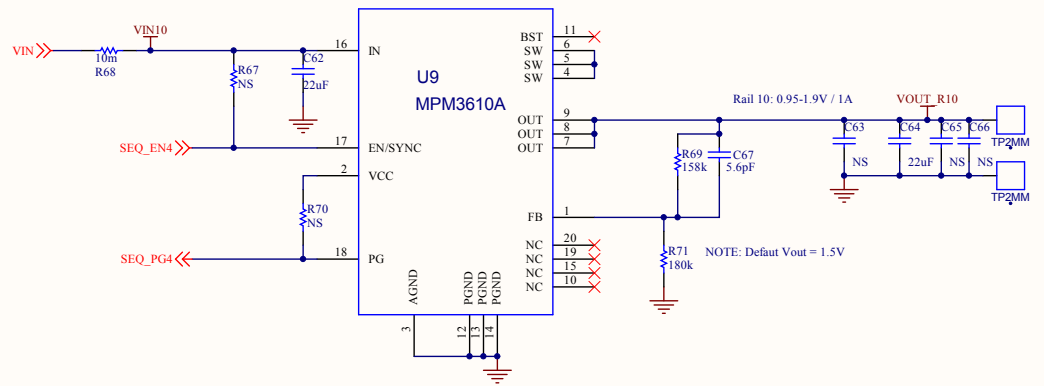 VIN
VIN10
10m
R68
R67
NS
C62
22uF
16
IN
SEQ_EN4
17
EN/SYNC
2
VCC
R70
NS
SEQ_PG4
18
PG
U9
MPM3610A
AGND
PGND
PGND
PGND
3
12
13
14
BST
11
SW
6
SW
5
SW
4
OUT
9
OUT
8
OUT
7
FB
1
NC
20
NC
19
NC
15
NC
10
Rail 10: 0.95-1.9V / 1A
VOUT_R10
R69
158k
C67
5.6pF
C63
NS
C64
22uF
C65
NS
C66
NS
TP2MM
TP2MM
R71
180k
NOTE: Defaut Vout = 1.5V